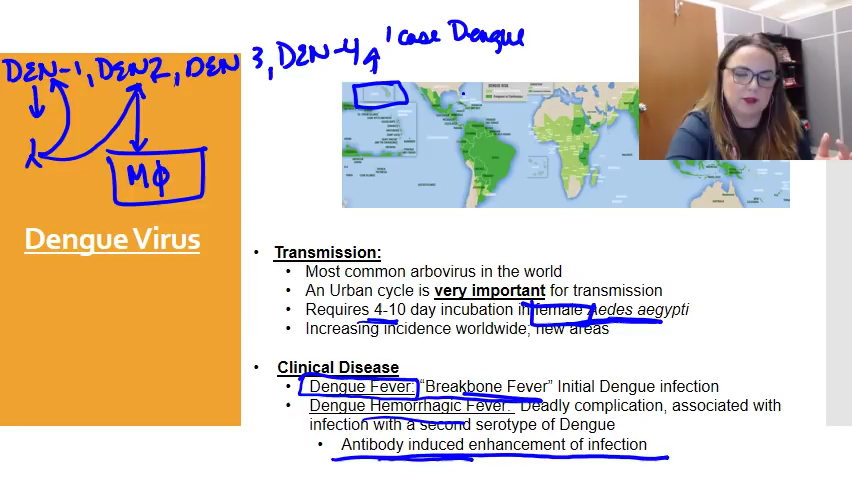 1 case Dengue
DEN-1, DEN2, DEN 3, DEN-4
λ
MΦ
DENGUE RISK
Dengue Virus
• Transmission:
• Most common arbovirus in the world
• An Urban cycle is very important for transmission
• Requires 4-10 day incubation in female Aedes aegypti
• Increasing incidence worldwide; new areas
• Clinical Disease
• Dengue Fever: “Breakbone Fever” Initial Dengue infection
• Dengue Hemorrhagic Fever: Deadly complication, associated with
infection with a second serotype of Dengue
• Antibody induced enhancement of infection